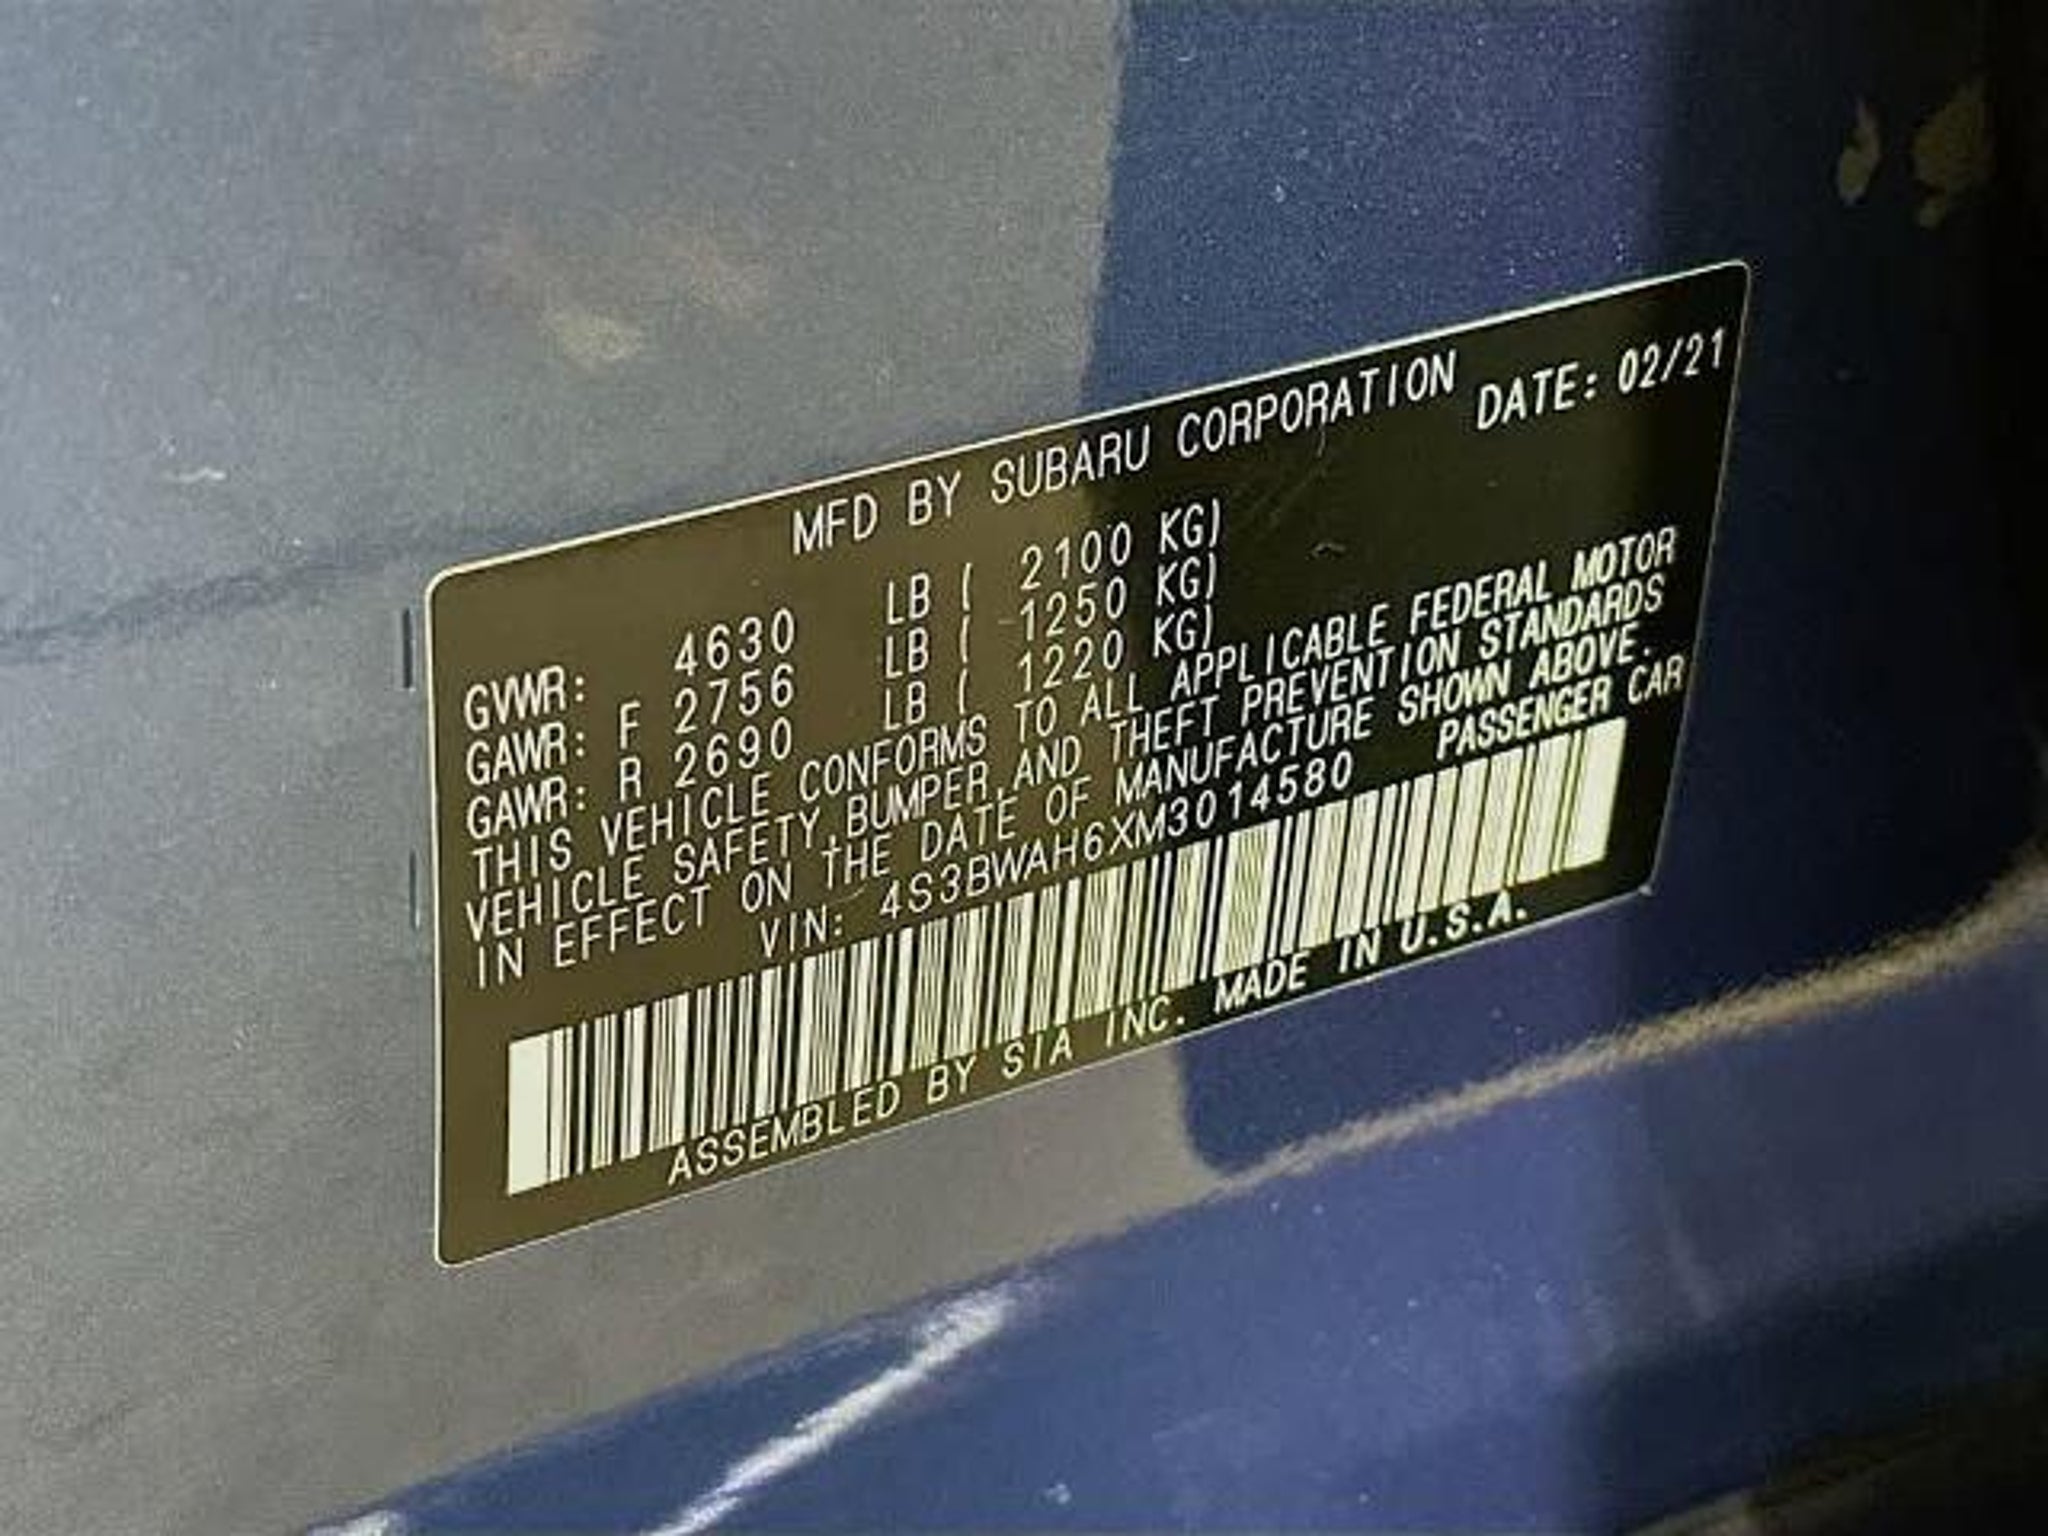 MFD BY SUBARU CORPORATION DATE: 02/21
GVWR: 4630 LB ( 2100 KG)
GAWR: F 2756 LB ( 1250 KG)
GAWR: R 2690 LB ( 1220 KG)
THIS VEHICLE CONFORMS TO ALL APPLICABLE FEDERAL MOTOR
VEHICLE SAFETY,BUMPER,AND THEFT PREVENTION STANDARDS
IN EFFECT ON THE DATE OF MANUFACTURE SHOWN ABOVE.
VIN: 4S3BWAH6XM3014580 PASSENGER CAR
ASSEMBLED BY SIA INC. MADE IN U.S.A.